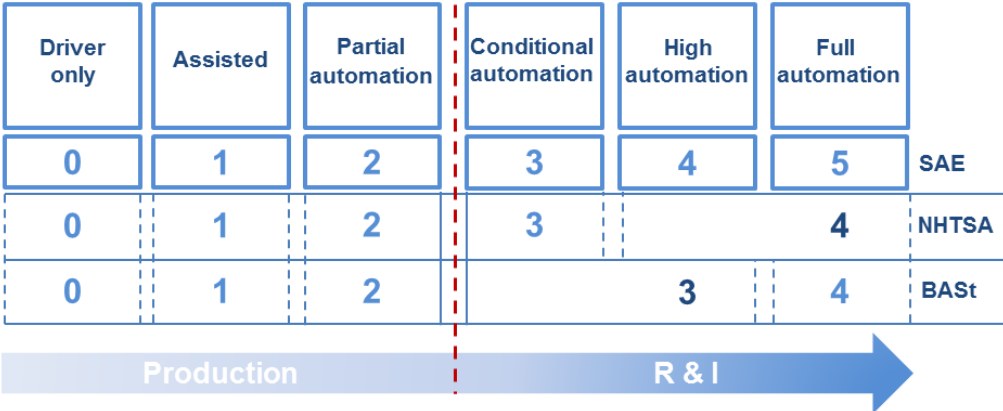 Driver only
Assisted
Partial automation
Conditional automation
High automation
Full automation
0 1 2 3 4 5 SAE
0 1 2 3 4 NHTSA
0 1 2 3 4 BASt
Production R & I